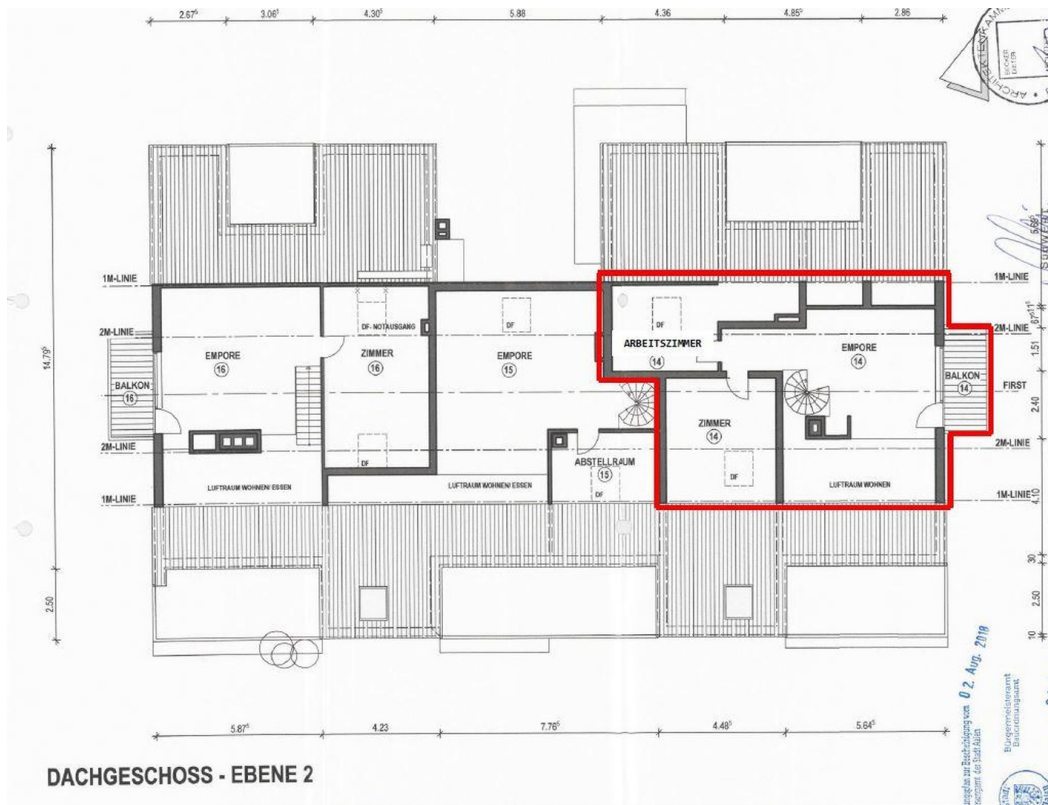 2.67⁵ 3.06⁵ 4.30⁵ 5.88 4.36 4.85⁵ 2.86
ARCHITEKTENKAMM
1M-LINIE 1M-LINIE
2M-LINIE 2M-LINIE
DF-NOTAUSGANG DF DF
ARBEITSZIMMER
14
EMPORE ZIMMER EMPORE EMPORE
16 16 15 14
BALKON BALKON
16 14
14.79⁵
1.51
FIRST
2.40
ZIMMER
14
2M-LINIE 2M-LINIE
DF ABSTELLRAUM DF
15
LUFTRAUM WOHNEN/ ESSEN LUFTRAUM WOHNEN/ ESSEN DF LUFTRAUM WOHNEN
1M-LINIE 1M-LINIE
4.10
30
2.50 2.50
10
5.87⁵ 4.23 7.76⁵ 4.48⁵ 5.64⁵
DACHGESCHOSS - EBENE 2
02. Aug. 2018
Bürgermeisteramt
Bauordnungsamt